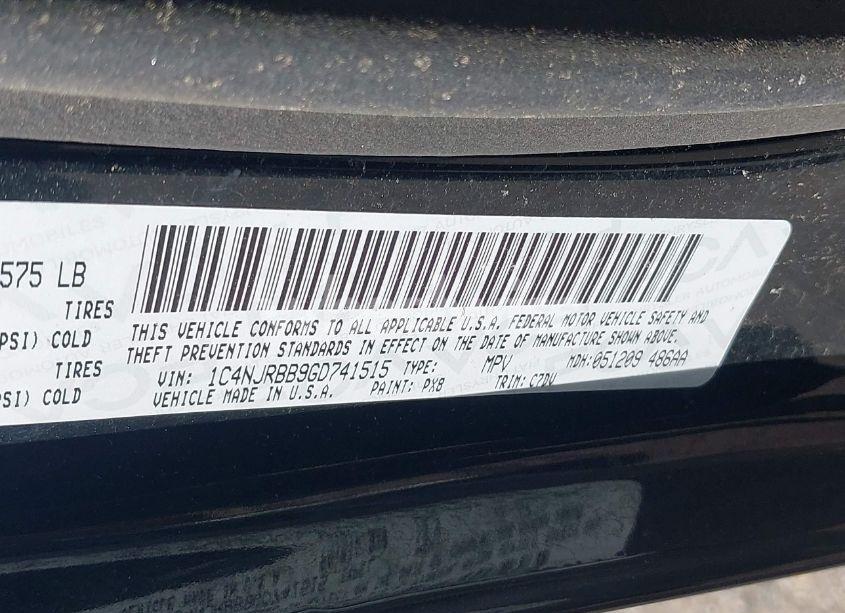 575 LB
TIRES
PSI) COLD
TIRES
PSI) COLD
THIS VEHICLE CONFORMS TO ALL APPLICABLE U.S.A. FEDERAL MOTOR VEHICLE SAFETY AND
THEFT PREVENTION STANDARDS IN EFFECT ON THE DATE OF MANUFACTURE SHOWN ABOVE.
VIN: 1C4NJRBB9GD741515 TYPE: MPV MDH: 051209 486AA
VEHICLE MADE IN U.S.A. PAINT: PX8 TRIM: C7DV